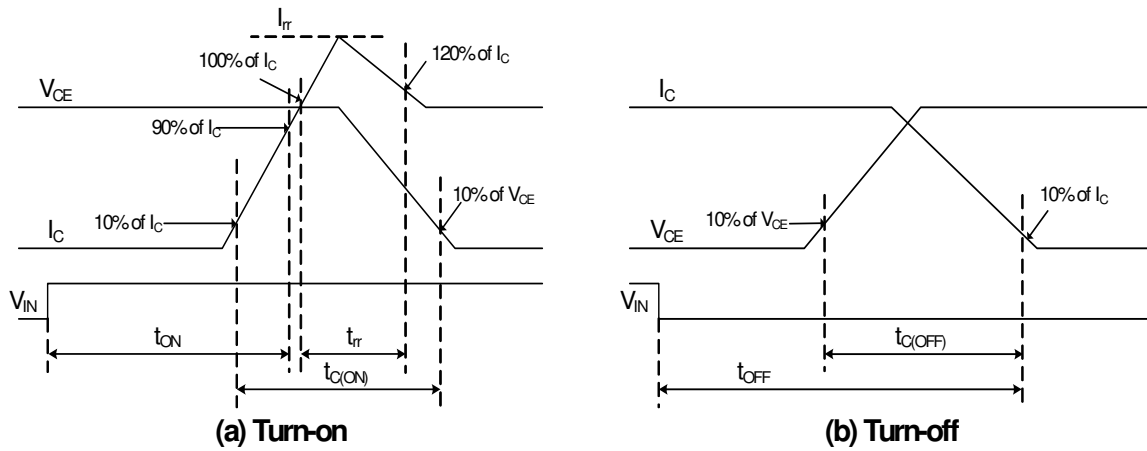 Irr
100% of IC
120% of IC
VCE
90% of IC
10% of IC
10% of VCE
IC
VIN
tON
trr
tC(ON)
(a) Turn-on
IC
10% of VCE
10% of IC
VCE
VIN
tC(OFF)
tOFF
(b) Turn-off